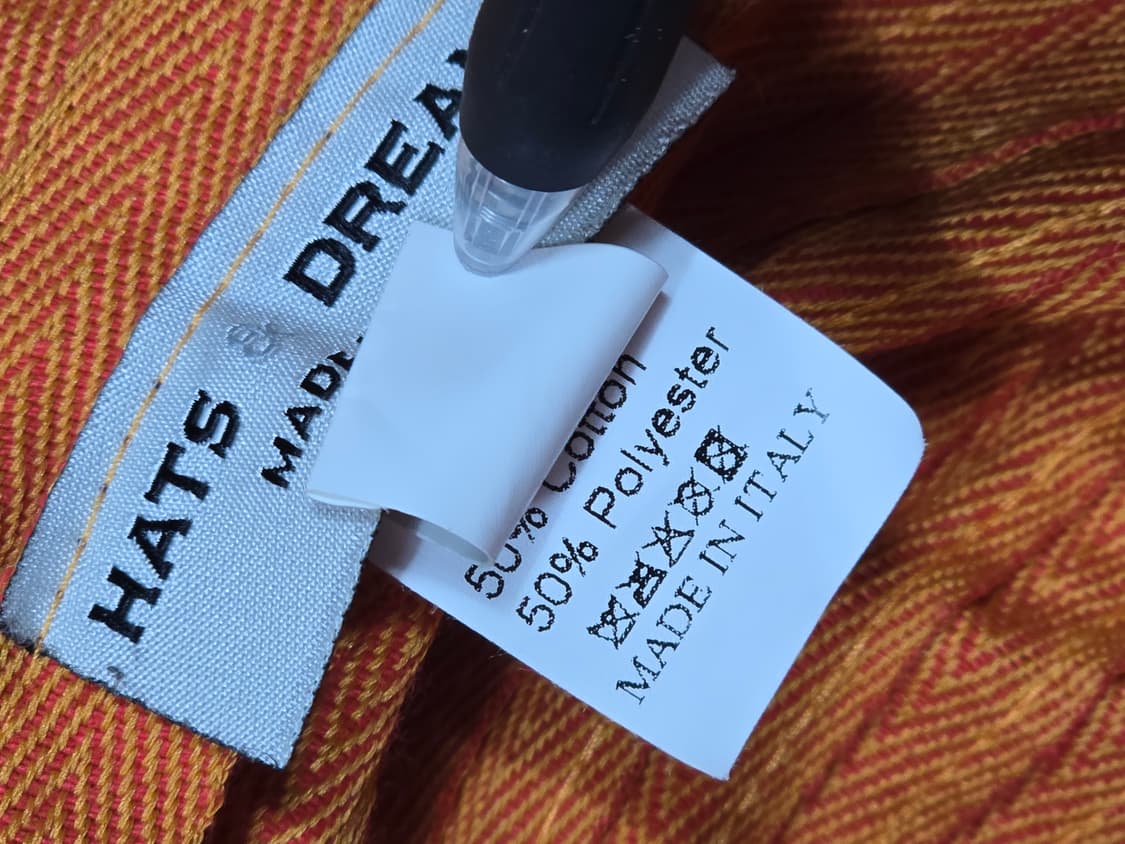 HATS & DREA
MADE
50% Cotton
50% Polyester
MADE IN ITALY